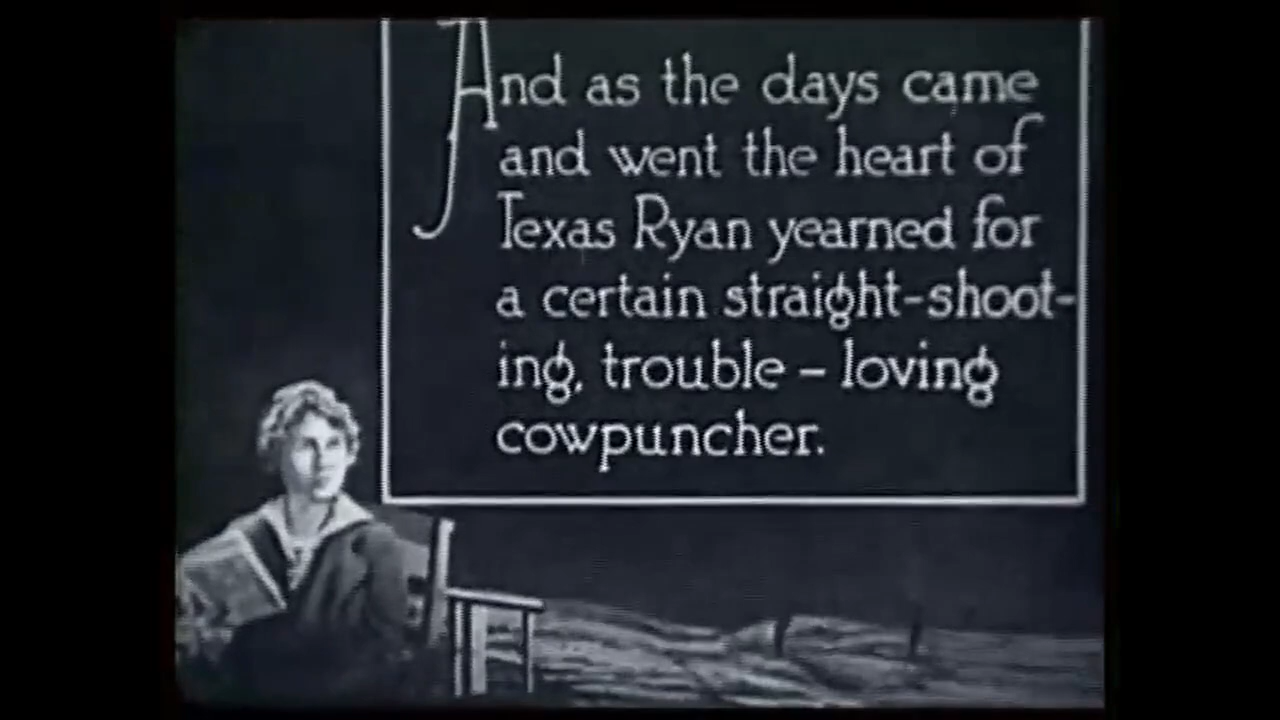 And as the days came
and went the heart of
Texas Ryan yearned for
a certain straight-shoot-
ing, trouble - loving
cowpuncher.